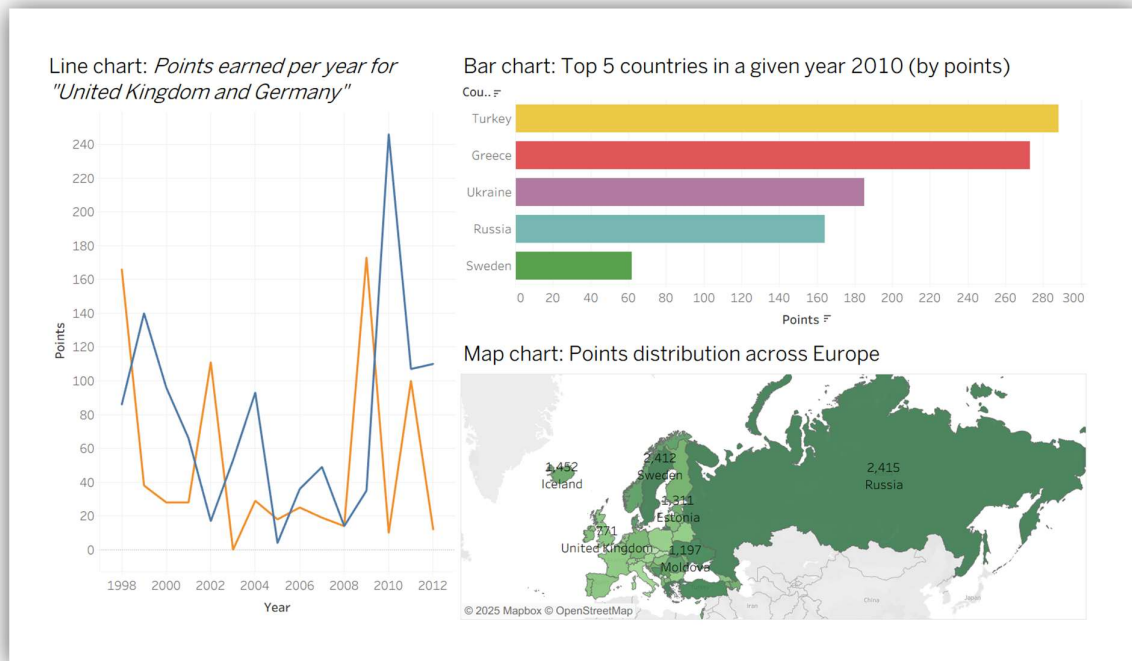 Line chart: Points earned per year for
"United Kingdom and Germany"
240
220
200
180
160
140
120
100
80
60
40
20
0
Points
1998
2000
2002
2004
2006
2008
2010
2012
Year
Bar chart: Top 5 countries in a given year 2010 (by points)
Cou..
Turkey
Greece
Ukraine
Russia
Sweden
0 20 40 60 80 100 120 140 160 180 200 220 240 260 280 300
Points
Map chart: Points distribution across Europe
1,452
Iceland
2,412
Sweden
2,415
Russia
1,311
Estonia
771
United Kingdom
1,197
Moldova
Iran
China
Japan
© 2025 Mapbox © OpenStreetMap